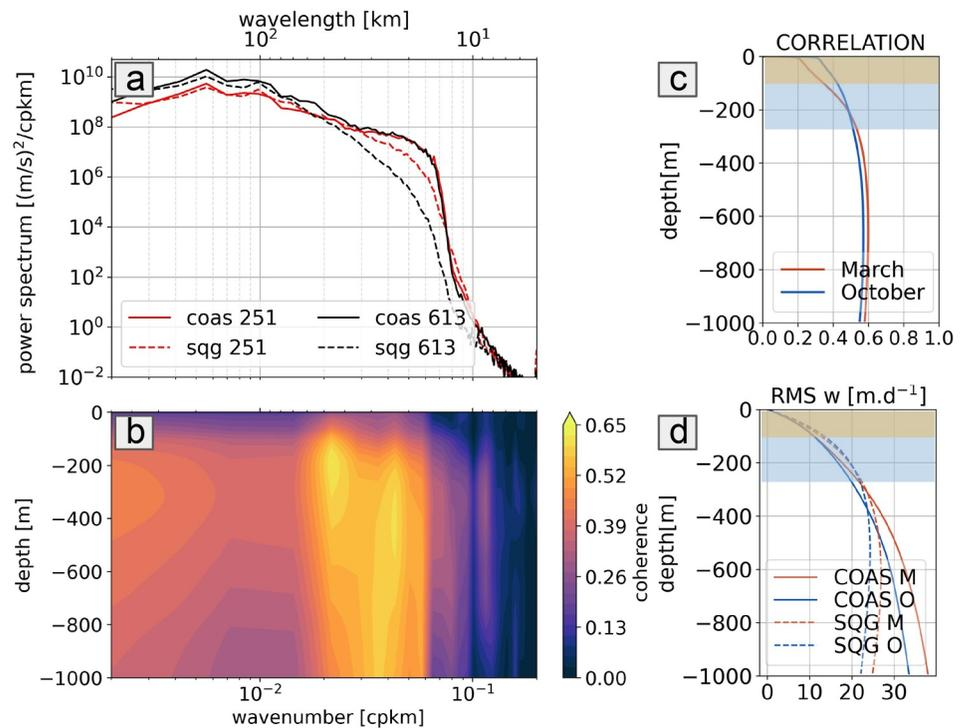 wavelength [km]
10² 10¹
a
power spectrum [(m/s)²/cpkm]
10¹⁰
10⁸
10⁶
10⁴
10²
10⁰
10⁻²
coas 251 coas 613
sqg 251 sqg 613
b
depth [m]
0
−200
−400
−600
−800
−1000
10⁻² 10⁻¹
wavenumber [cpkm]
0.65
0.52
0.39
0.26
0.13
0.00
coherence
CORRELATION
c
depth[m]
0
−200
−400
−600
−800
−1000
March
October
0.0 0.2 0.4 0.6 0.8 1.0
RMS w [m.d⁻¹]
d
depth[m]
0
−200
−400
−600
−800
−1000
COAS M
COAS O
SQG M
SQG O
0 10 20 30